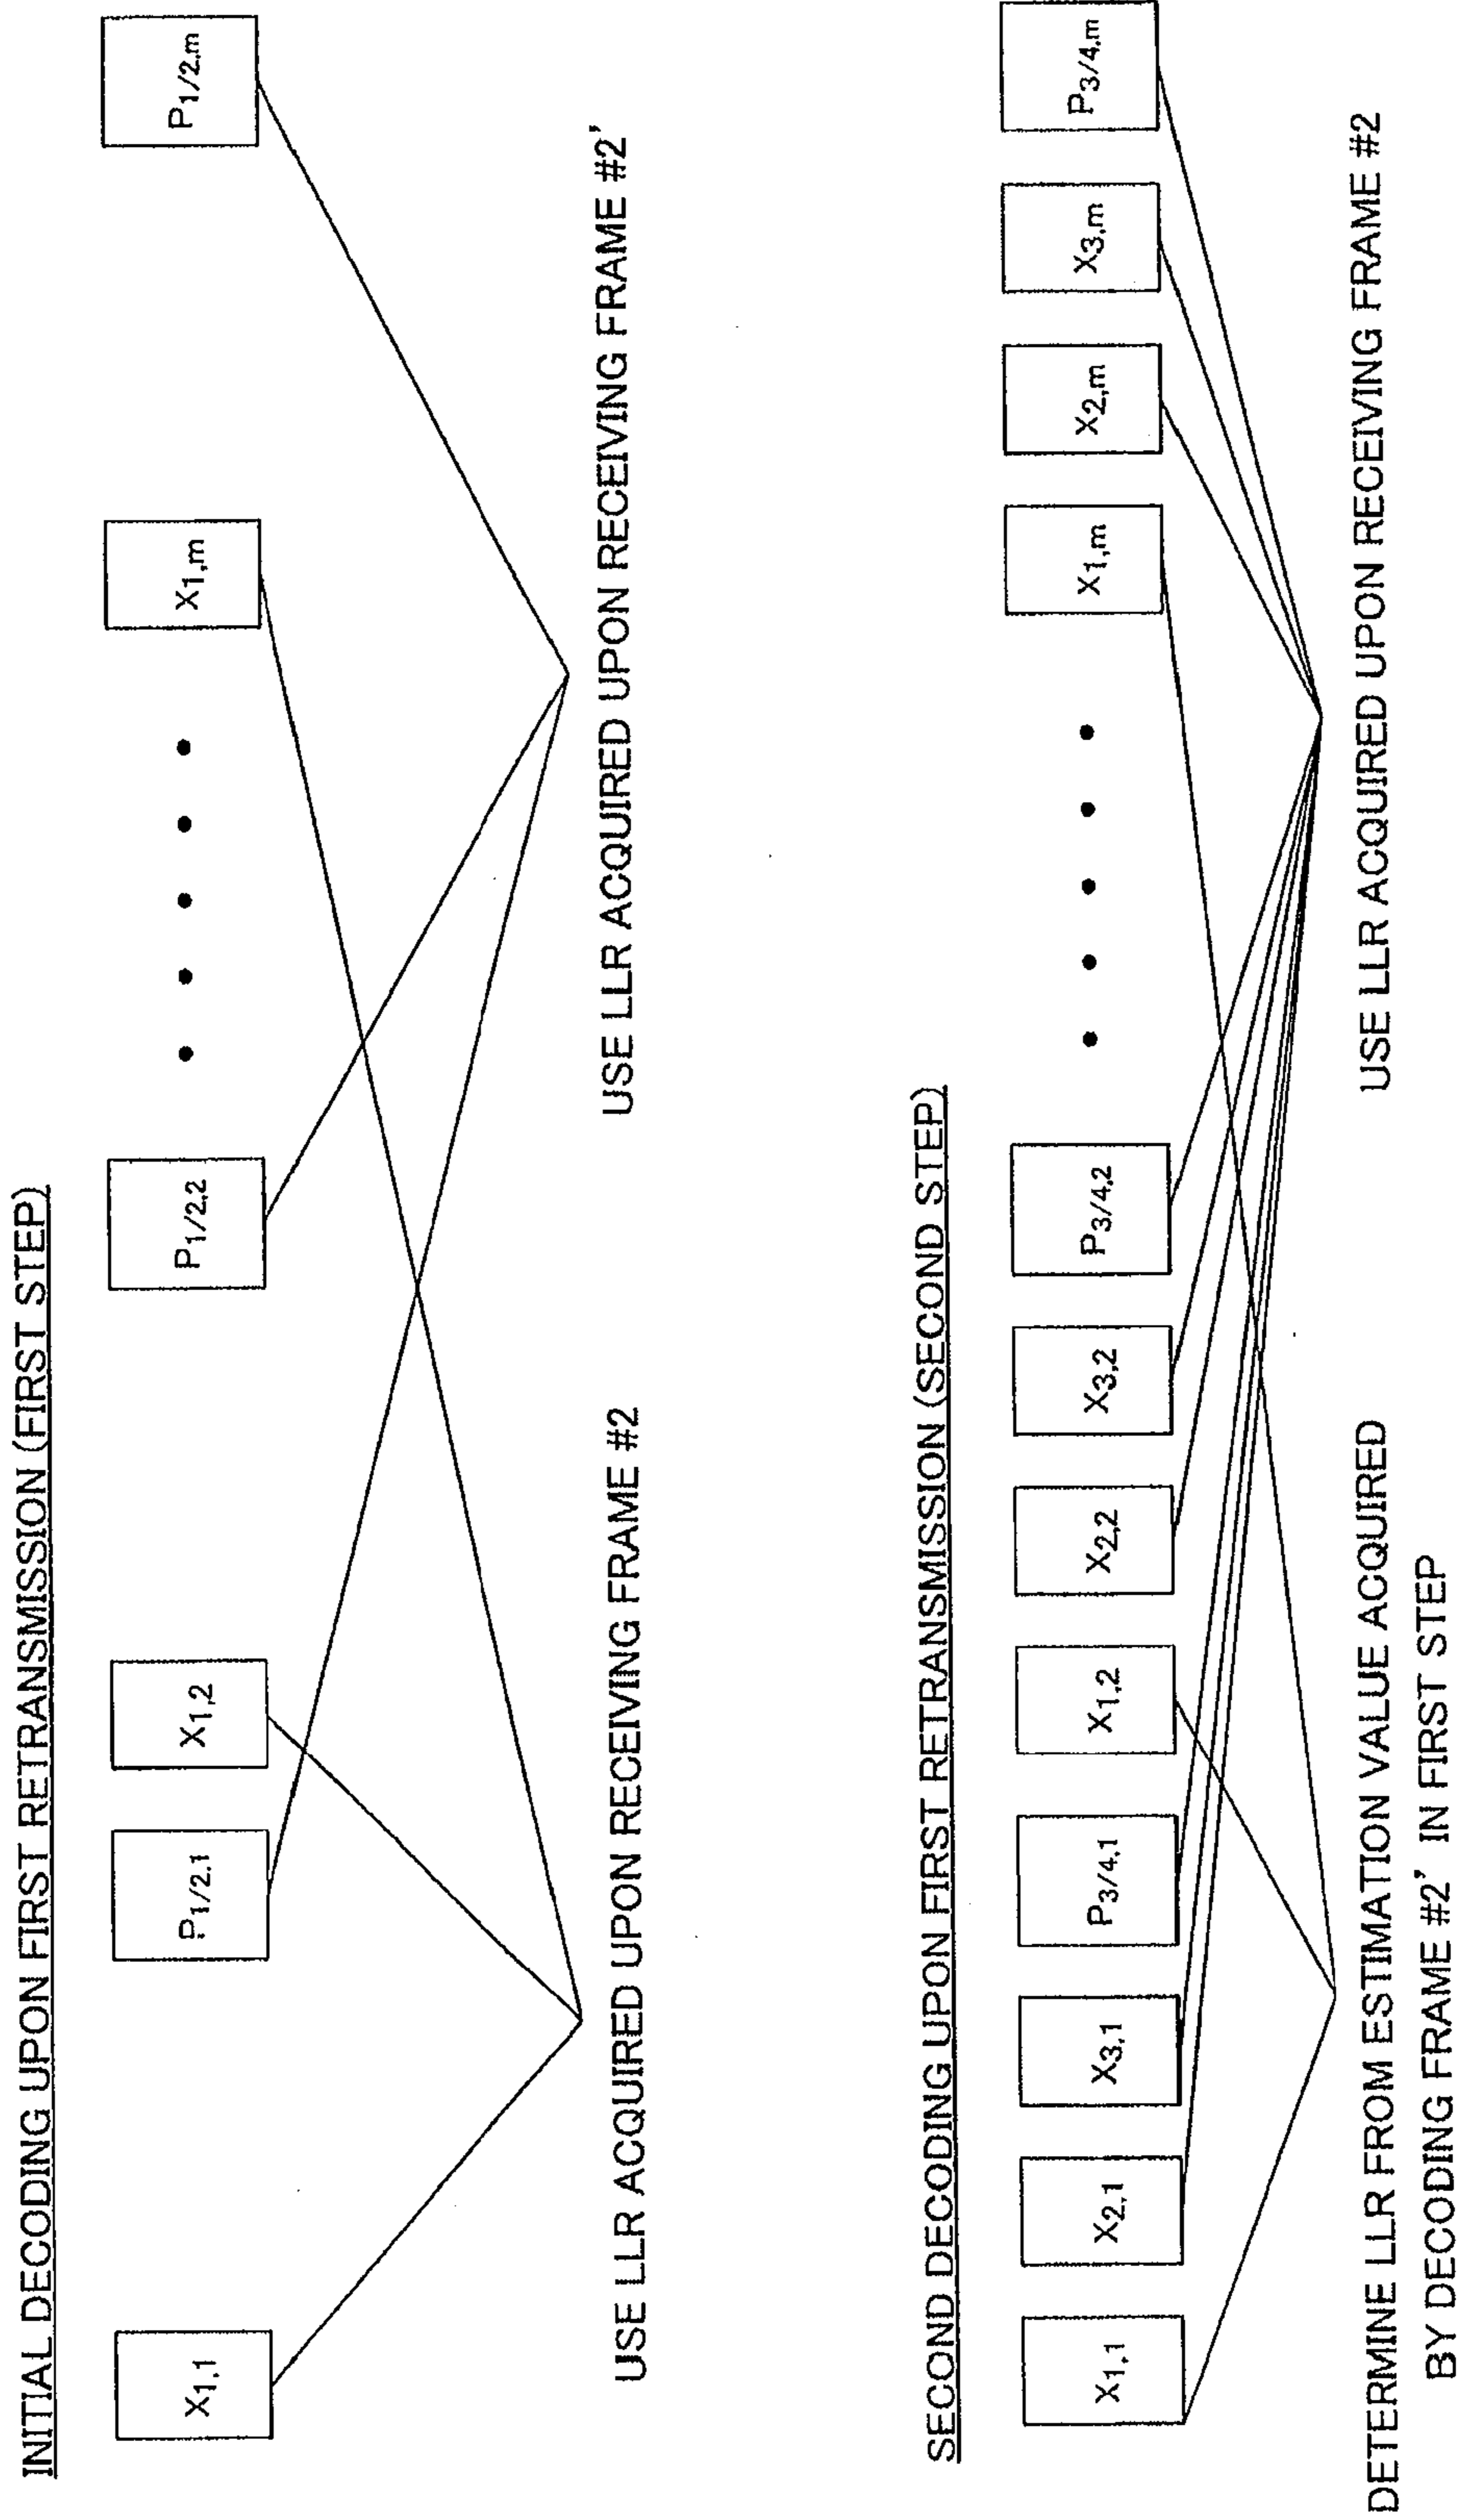 INITIAL DECODING UPON FIRST RETRANSMISSION (FIRST STEP)
X1,1 P1/2,1 X1,2 P1/2,2 X1,m P1/2,m
USE LLR ACQUIRED UPON RECEIVING FRAME #2
USE LLR ACQUIRED UPON RECEIVING FRAME #2'
SECOND DECODING UPON FIRST RETRANSMISSION (SECOND STEP)
X1,1 X2,1 X3,1 P3/4,1 X1,2 X2,2 X3,2 P3/4,2 X1,m X2,m X3,m P3/4,m
DETERMINE LLR FROM ESTIMATION VALUE ACQUIRED
BY DECODING FRAME #2' IN FIRST STEP
USE LLR ACQUIRED UPON RECEIVING FRAME #2